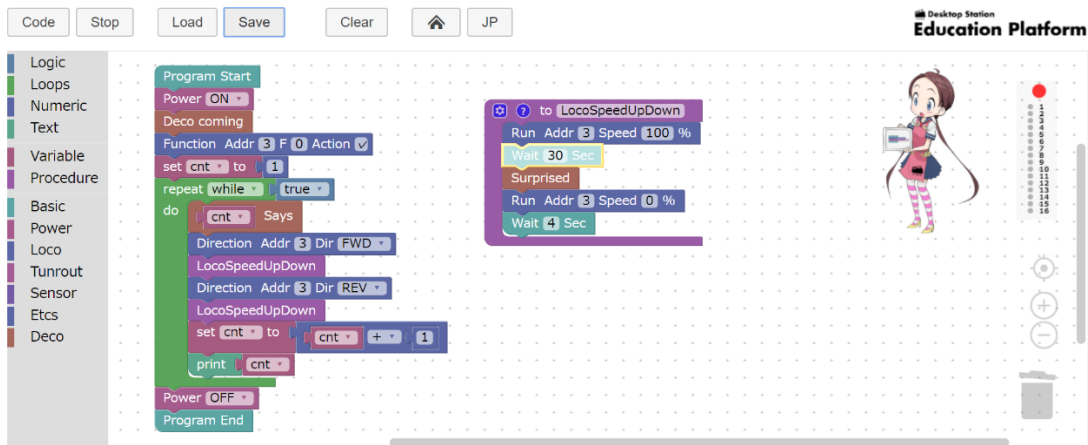 Code Stop Load Save Clear JP
Desktop Station
Education Platform
Logic
Loops
Numeric
Text
Variable
Procedure
Basic
Power
Loco
Tunrout
Sensor
Etcs
Deco
Program Start
Power ON
Deco coming
Function Addr 3 F 0 Action
set cnt to 1
repeat while true
do
cnt Says
Direction Addr 3 Dir FWD
LocoSpeedUpDown
Direction Addr 3 Dir REV
LocoSpeedUpDown
set cnt to cnt + 1
print cnt
Power OFF
Program End
? to LocoSpeedUpDown
Run Addr 3 Speed 100 %
Wait 30 Sec
Surprised
Run Addr 3 Speed 0 %
Wait 4 Sec
1
2
3
4
5
6
7
8
9
10
11
12
13
14
15
16